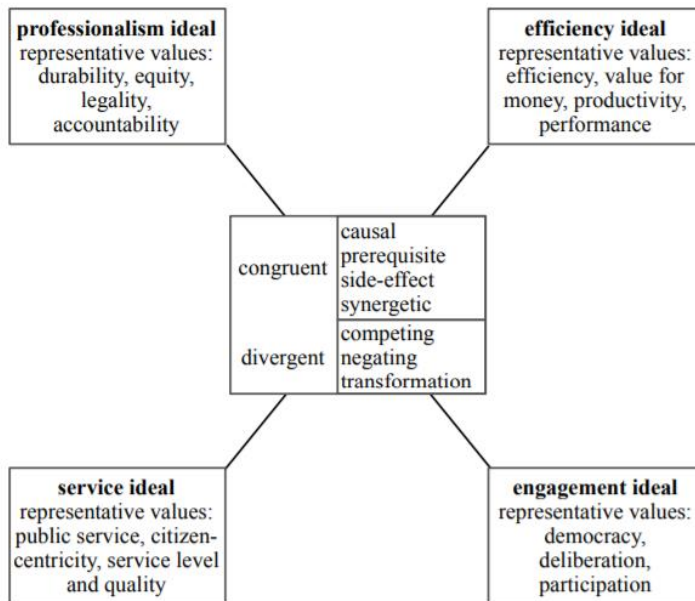 professionalism ideal
representative values:
durability, equity,
legality,
accountability
efficiency ideal
representative values:
efficiency, value for
money, productivity,
performance
congruent
causal
prerequisite
side-effect
synergetic
divergent
competing
negating
transformation
service ideal
representative values:
public service, citizen-
centricity, service level
and quality
engagement ideal
representative values:
democracy,
deliberation,
participation